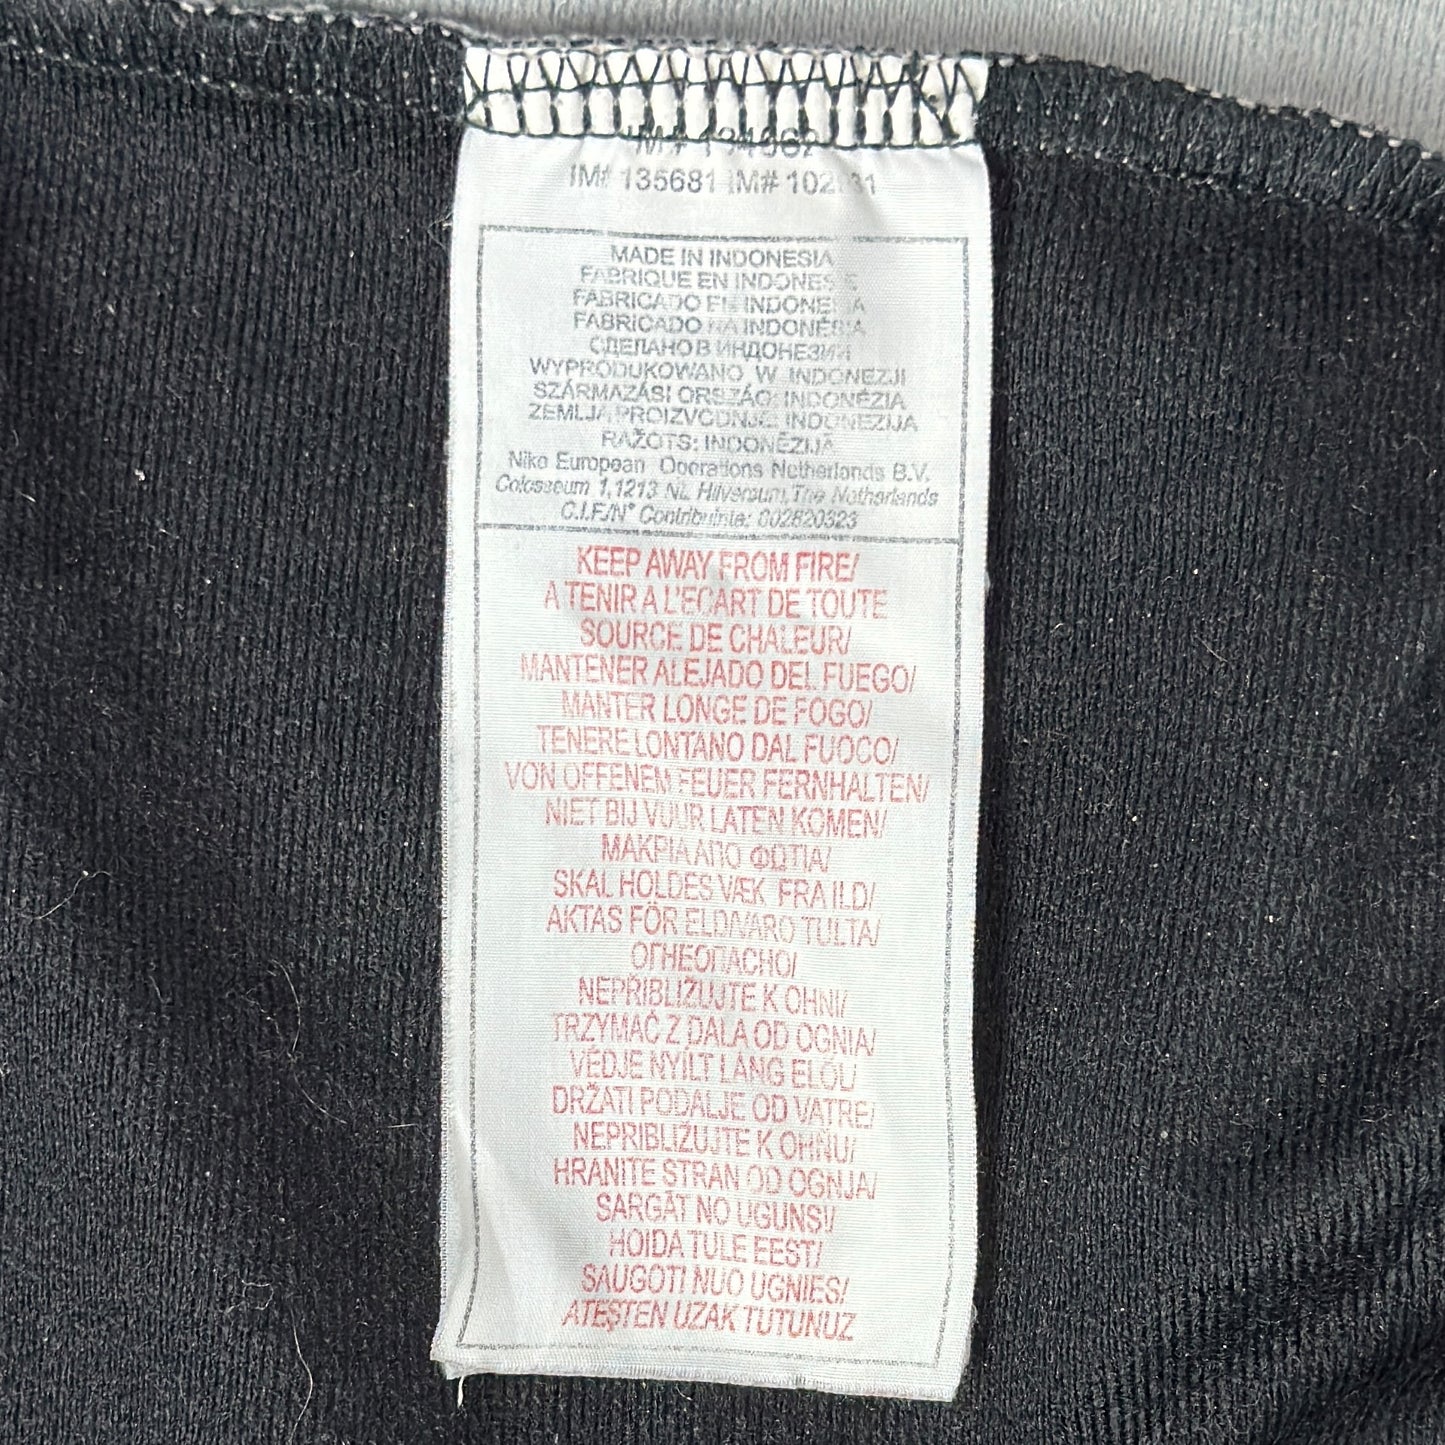 IM# 135681 IM#
MADE IN INDONESIA
FABRIQUE EN INDONESIE
FABRICADO EN INDONESIA
FABRICADO NA INDONÉSIA
СДЕЛАНО В ИНДОНЕЗИИ
WYPRODUKOWANO W INDONEZJI
SZÁRMAZÁSI ORSZÁG: INDONÉZIA
ZEMLJA PROIZVODNJE: INDONEZIJA
RAŽOTS: INDONĒZIJĀ
Nike European Operations Netherlands B.V.
Colosseum 1, 1213 NL Hilversum, The Netherlands
C.I.F./N° Contribuinte:
KEEP AWAY FROM FIRE/
A TENIR A L'ECART DE TOUTE
SOURCE DE CHALEUR/
MANTENER ALEJADO DEL FUEGO/
MANTER LONGE DE FOGO/
TENERE LONTANO DAL FUOCO/
VON OFFENEM FEUER FERNHALTEN/
NIET BIJ VUUR LATEN KOMEN/
ΜΑΚΡΙΑ ΑΠΟ ΦΩΤΙΑ/
SKAL HOLDES VÆK FRA ILD/
AKTAS FÖR ELD/VARO TULTA/
ОГНЕОПАСНО/
NEPŘIBLIŽUJTE K OHNI/
TRZYMAĆ Z DALA OD OGNIA/
VÉDJE NYÍLT LÁNG ELŐL/
DRŽATI PODALJE OD VATRE/
NEPRIBLIŽUJTE K OHŇU/
HRANITE STRAN OD OGNJA/
SARGĀT NO UGUNS!/
HOIDA TULE EEST/
SAUGOTI NUO UGNIES/
ATEŞTEN UZAK TUTUNUZ